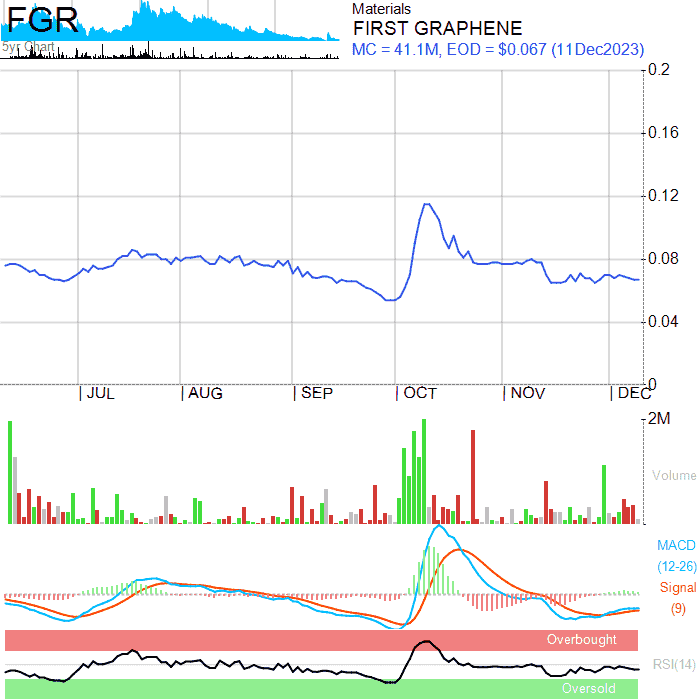 FGR
5yr Chart
Materials
FIRST GRAPHENE
MC = 41.1M, EOD = $0.067 (11Dec2023)
0.2
0.16
0.12
0.08
0.04
0
JUL AUG SEP OCT NOV DEC
2M
Volume
MACD
(12-26)
Signal
(9)
Overbought
RSI(14)
Oversold